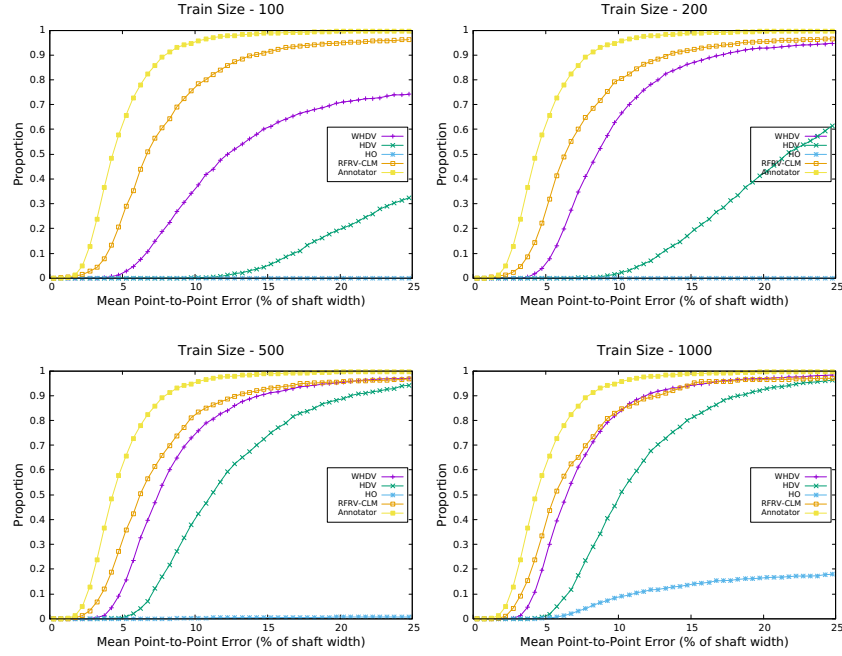 Train Size - 100
Proportion
1
0.9
0.8
0.7
0.6
0.5
0.4
0.3
0.2
0.1
0
0 5 10 15 20 25
Mean Point-to-Point Error (% of shaft width)
WHDV
HDV
HO
RFRV-CLM
Annotator
Train Size - 200
Proportion
1
0.9
0.8
0.7
0.6
0.5
0.4
0.3
0.2
0.1
0
0 5 10 15 20 25
Mean Point-to-Point Error (% of shaft width)
WHDV
HDV
HO
RFRV-CLM
Annotator
Train Size - 500
Proportion
1
0.9
0.8
0.7
0.6
0.5
0.4
0.3
0.2
0.1
0
0 5 10 15 20 25
Mean Point-to-Point Error (% of shaft width)
WHDV
HDV
HO
RFRV-CLM
Annotator
Train Size - 1000
Proportion
1
0.9
0.8
0.7
0.6
0.5
0.4
0.3
0.2
0.1
0
0 5 10 15 20 25
Mean Point-to-Point Error (% of shaft width)
WHDV
HDV
HO
RFRV-CLM
Annotator